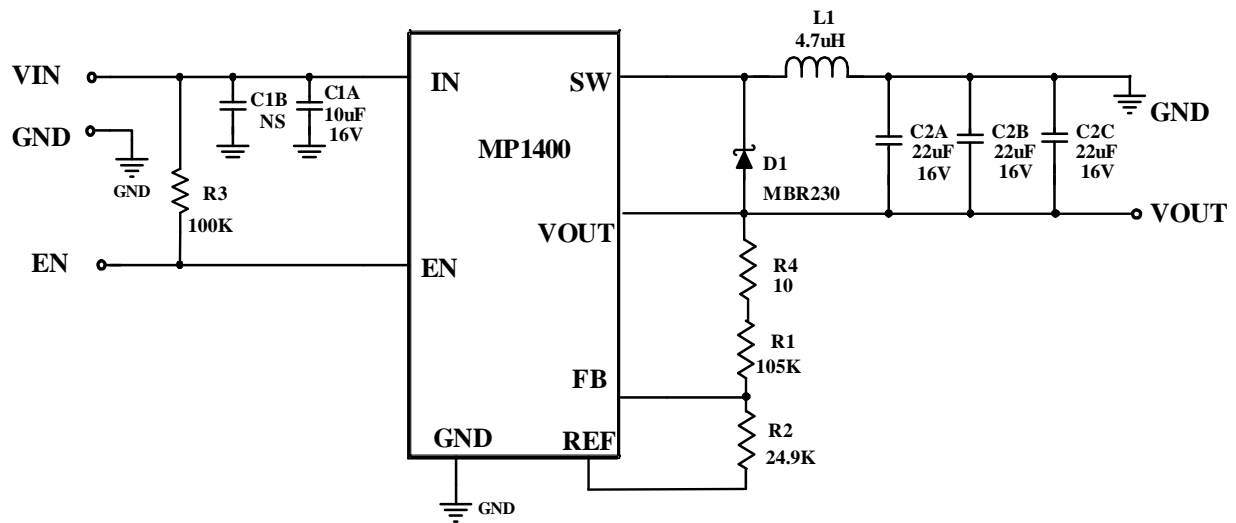 L1
4.7uH
VIN
IN
SW
C1B
NS
C1A
10uF
16V
C2A
22uF
16V
C2B
22uF
16V
C2C
22uF
16V
GND
GND
GND
MP1400
R3
100K
D1
MBR230
VOUT
VOUT
EN
EN
R4
10
R1
105K
FB
GND
REF
R2
24.9K
GND